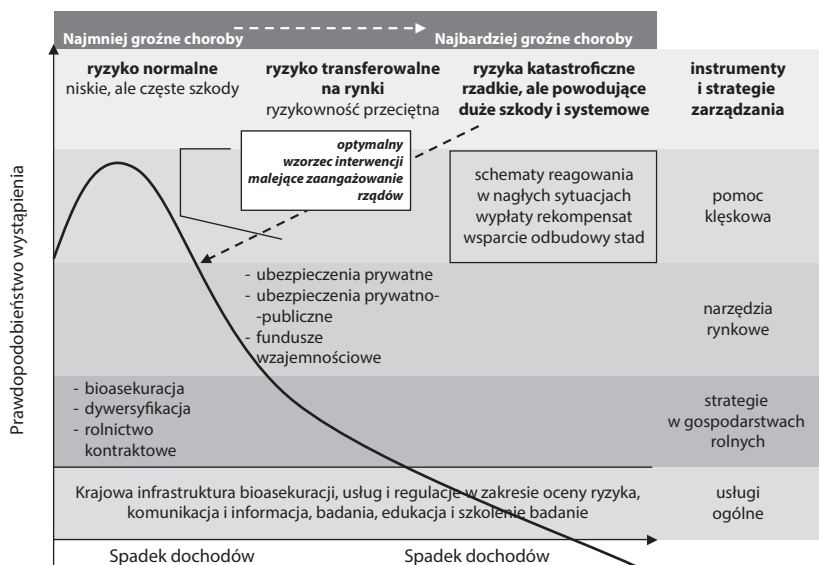 Najmniej groźne choroby
Najbardziej groźne choroby
ryzyko normalne
niskie, ale częste szkody
ryzyko transferowalne
na rynki
ryzykowność przeciętna
ryzyka katastroficzne
rzadkie, ale powodujące
duże szkody i systemowe
instrumenty
i strategie
zarządzania
Prawdopodobieństwo wystąpienia
optymalny
wzorzec interwencji
malejące zaangażowanie
rządów
schematy reagowania
w nagłych sytuacjach
wypłaty rekompensat
wsparcie odbudowy stad
pomoc
klęskowa
- ubezpieczenia prywatne
- ubezpieczenia prywatno-
-publiczne
- fundusze
wzajemnościowe
narzędzia
rynkowe
- bioasekuracja
- dywersyfikacja
- rolnictwo
kontraktowe
strategie
w gospodarstwach
rolnych
Krajowa infrastruktura bioasekuracji, usług i regulacje w zakresie oceny ryzyka,
komunikacja i informacja, badania, edukacja i szkolenie badanie
usługi
ogólne
Spadek dochodów
Spadek dochodów